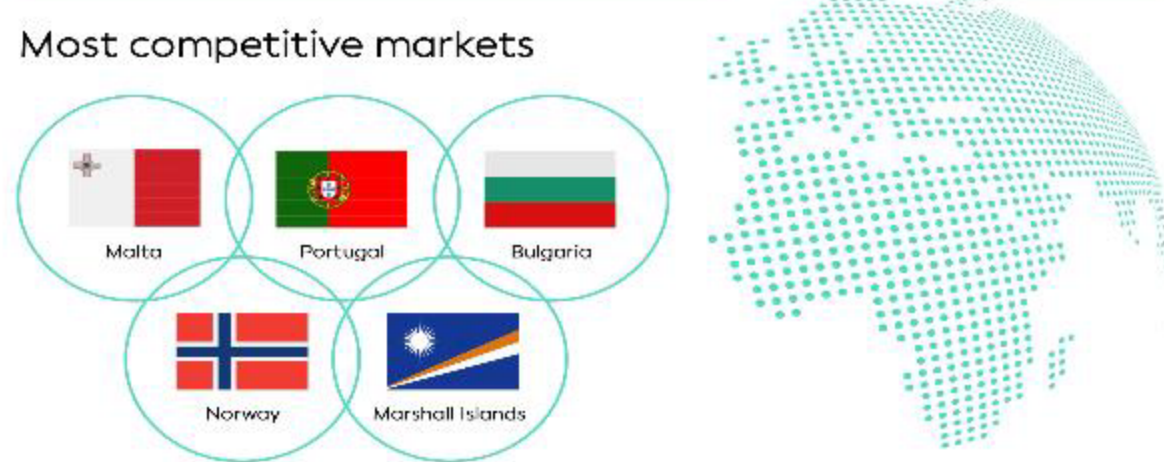 Most competitive markets
Malta
Portugal
Bulgaria
Norway
Marshall Islands